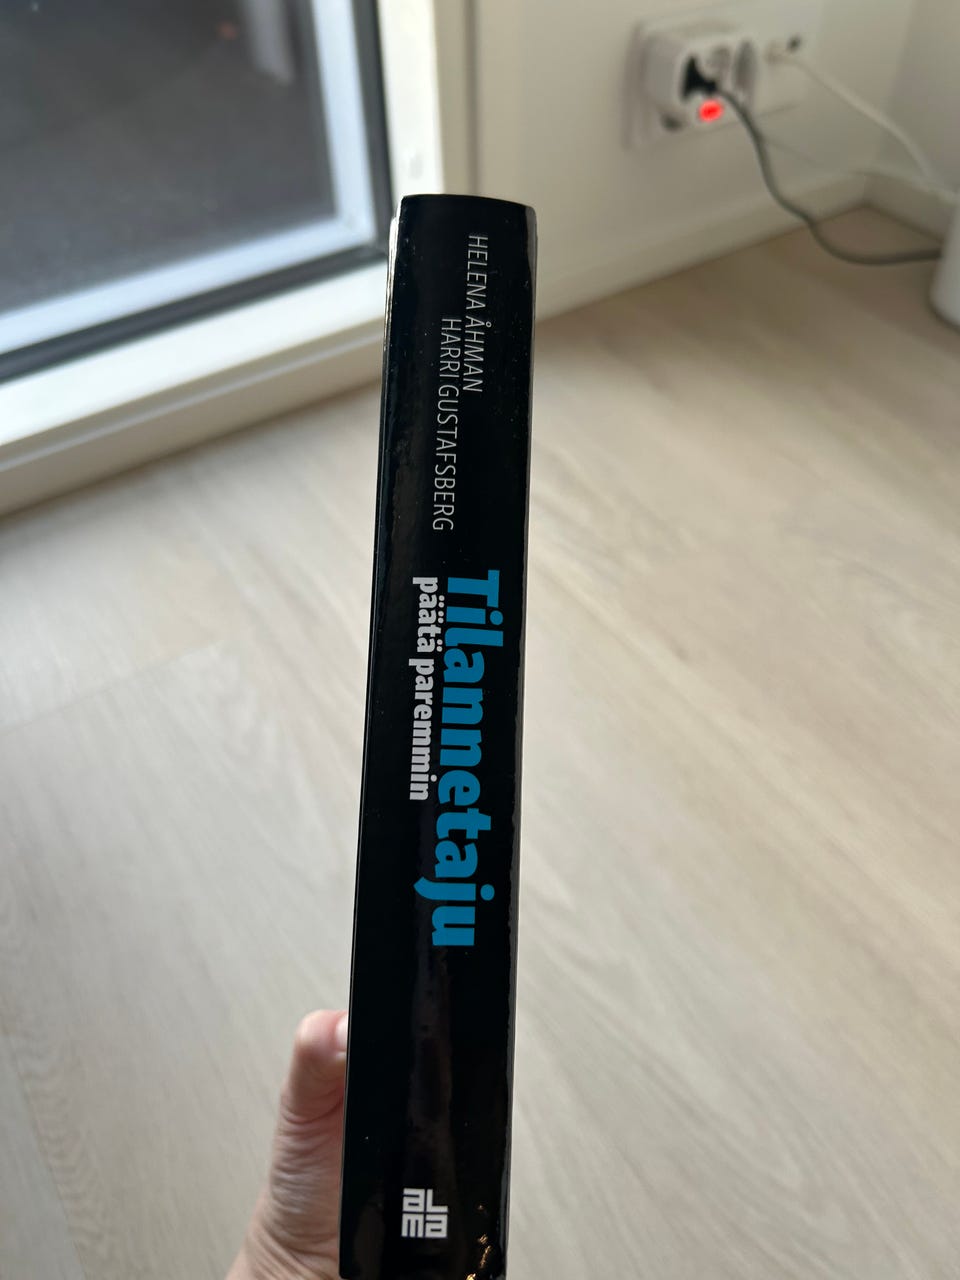 HELENA ÅHMAN
HARRI GUSTAFSBERG
Tilannetaju
päätä paremmin